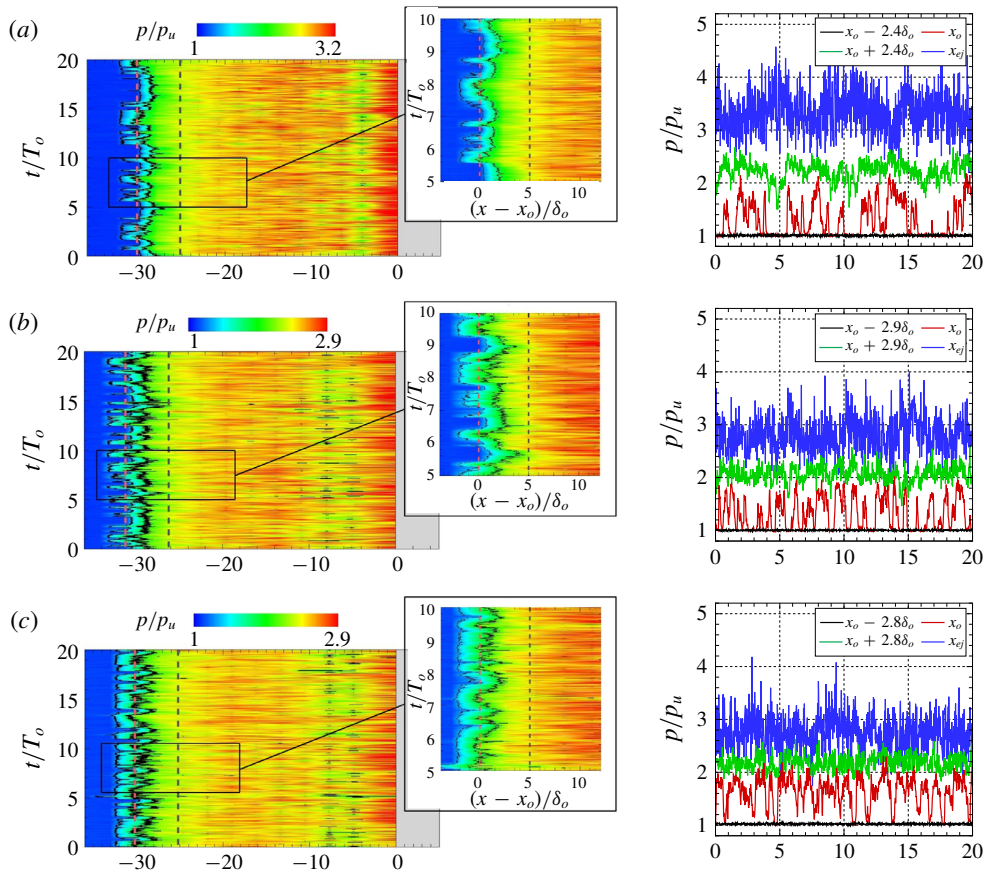 (a)
p/p_u
1 3.2
20
15
10
5
0
t/T_o
−30 −20 −10 0
10
9
8
7
6
5
t/T_o
0 5 10
(x − x_o)/δ_o
x_o − 2.4δ_o x_o
x_o + 2.4δ_o x_ej
5
4
3
2
1
p/p_u
0 5 10 15 20
(b)
p/p_u
1 2.9
20
15
10
5
0
t/T_o
−30 −20 −10 0
10
9
8
7
6
5
t/T_o
0 5 10
(x − x_o)/δ_o
x_o − 2.9δ_o x_o
x_o + 2.9δ_o x_ej
5
4
3
2
1
p/p_u
0 5 10 15 20
(c)
p/p_u
1 2.9
20
15
10
5
0
t/T_o
−30 −20 −10 0
10
9
8
7
6
5
t/T_o
0 5 10
(x − x_o)/δ_o
x_o − 2.8δ_o x_o
x_o + 2.8δ_o x_ej
5
4
3
2
1
p/p_u
0 5 10 15 20